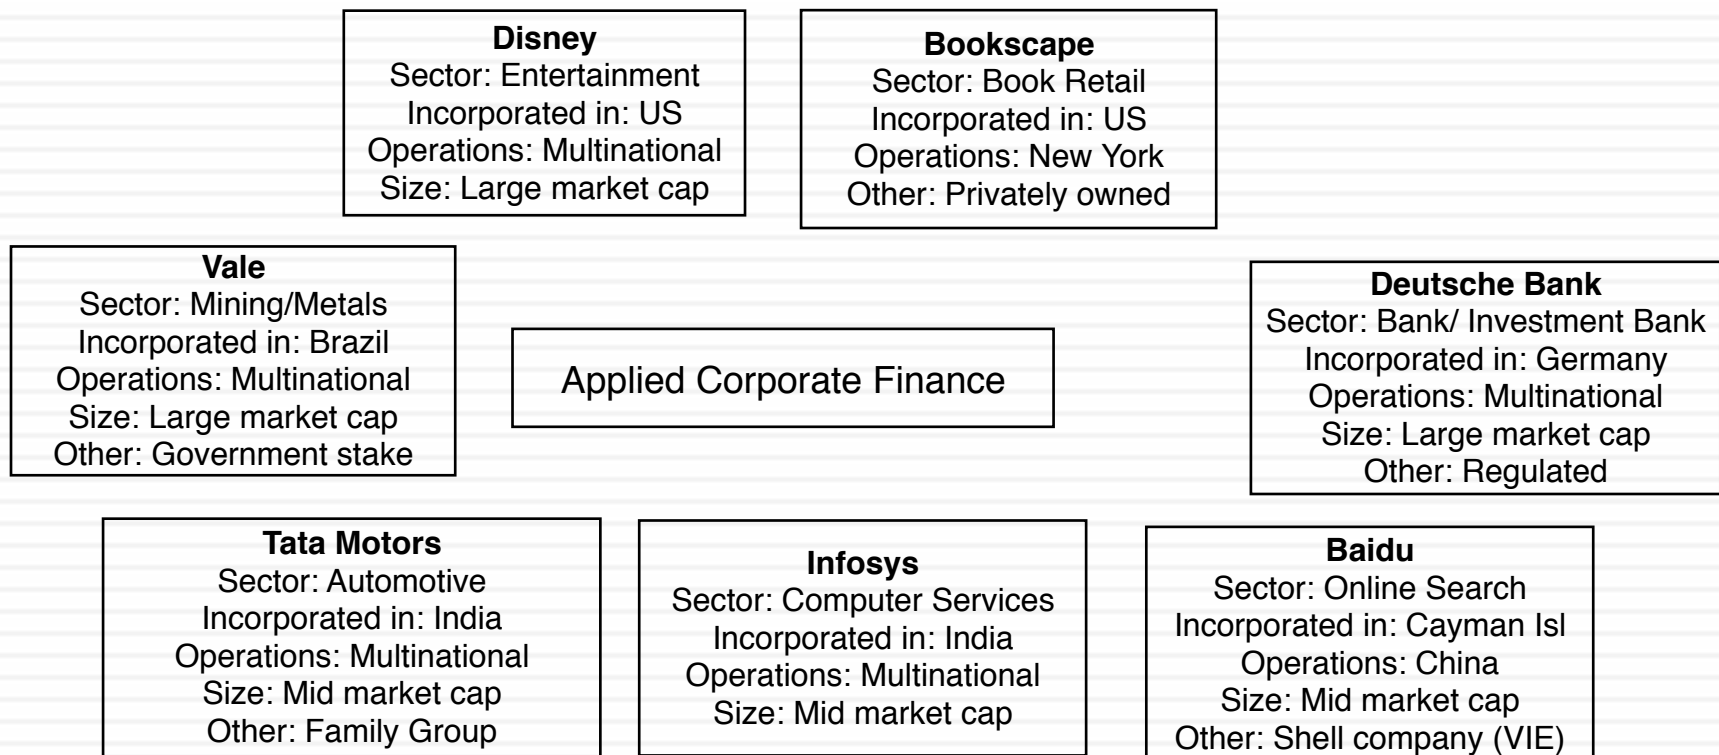 Disney
Sector: Entertainment
Incorporated in: US
Operations: Multinational
Size: Large market cap
Bookscape
Sector: Book Retail
Incorporated in: US
Operations: New York
Other: Privately owned
Vale
Sector: Mining/Metals
Incorporated in: Brazil
Operations: Multinational
Size: Large market cap
Other: Government stake
Applied Corporate Finance
Deutsche Bank
Sector: Bank/ Investment Bank
Incorporated in: Germany
Operations: Multinational
Size: Large market cap
Other: Regulated
Tata Motors
Sector: Automotive
Incorporated in: India
Operations: Multinational
Size: Mid market cap
Other: Family Group
Infosys
Sector: Computer Services
Incorporated in: India
Operations: Multinational
Size: Mid market cap
Baidu
Sector: Online Search
Incorporated in: Cayman Isl
Operations: China
Size: Mid market cap
Other: Shell company (VIE)